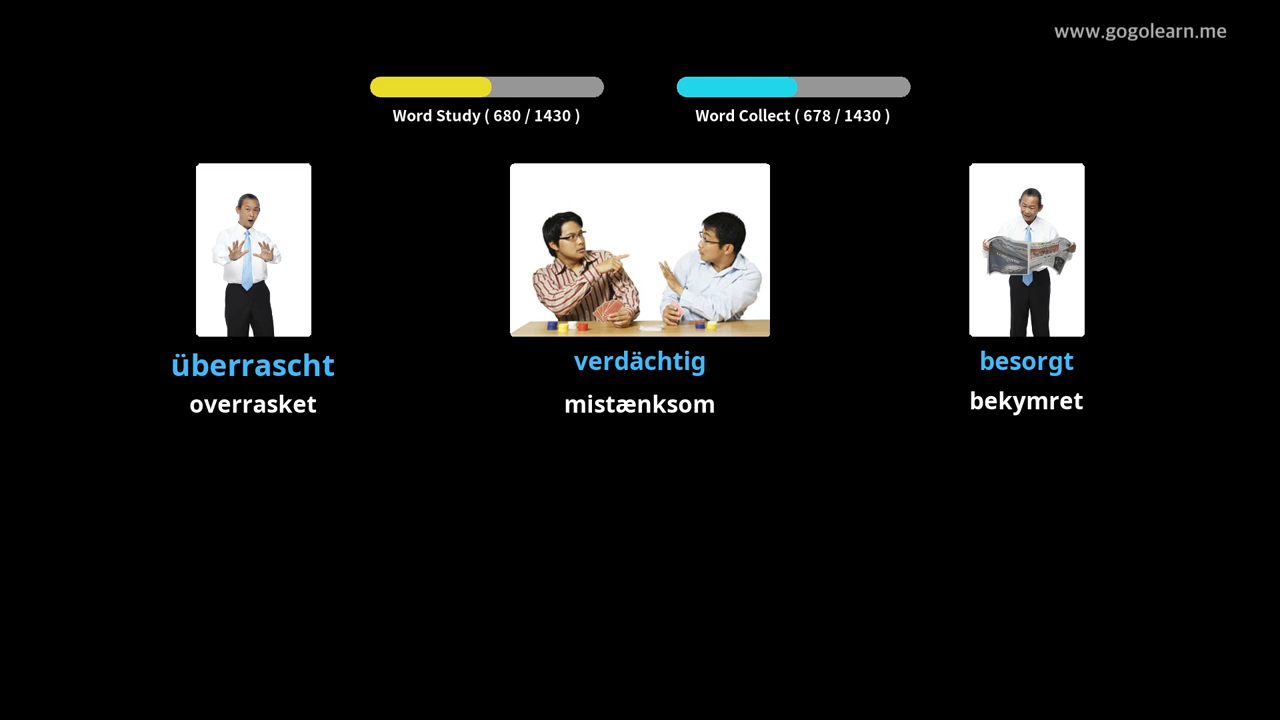 www.gogolearn.me
Word Study ( 680 / 1430 )
Word Collect ( 678 / 1430 )
überrascht
verdächtig
besorgt
overrasket
mistænksom
bekymret